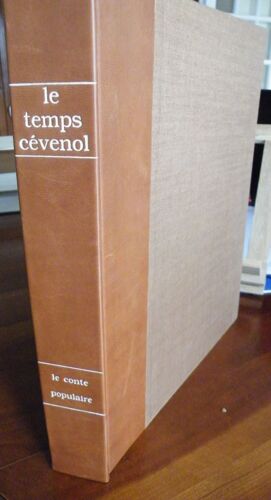 le
temps
cévenol
le conte
populaire